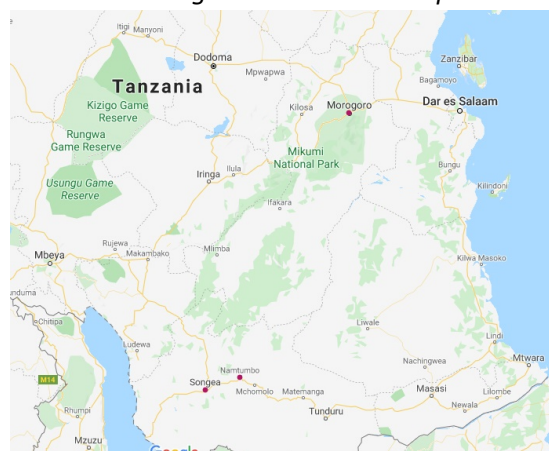 Itigi
Manyoni
Zanzibar
Dodoma
Mpwapwa
Bagamoyo
Tanzania
Kizigo Game
Reserve
Kilosa
Morogoro
Dar es Salaam
Rungwa
Game Reserve
Mikumi
National Park
Bungu
Usungu Game
Reserve
Iringa
Ilula
Kilindoni
Ifakara
Rujewa
Mlimba
Mbeya
Makambako
Kilwa Masoko
nduma
Chitipa
Liwale
Ludewa
Lindi
Nachingwea
Mtwara
M14
Namtumbo
Songea
Mchomolo
Matemanga
Masasi
Lilombe
Rhumpi
Tunduru
Newala
Mzuzu